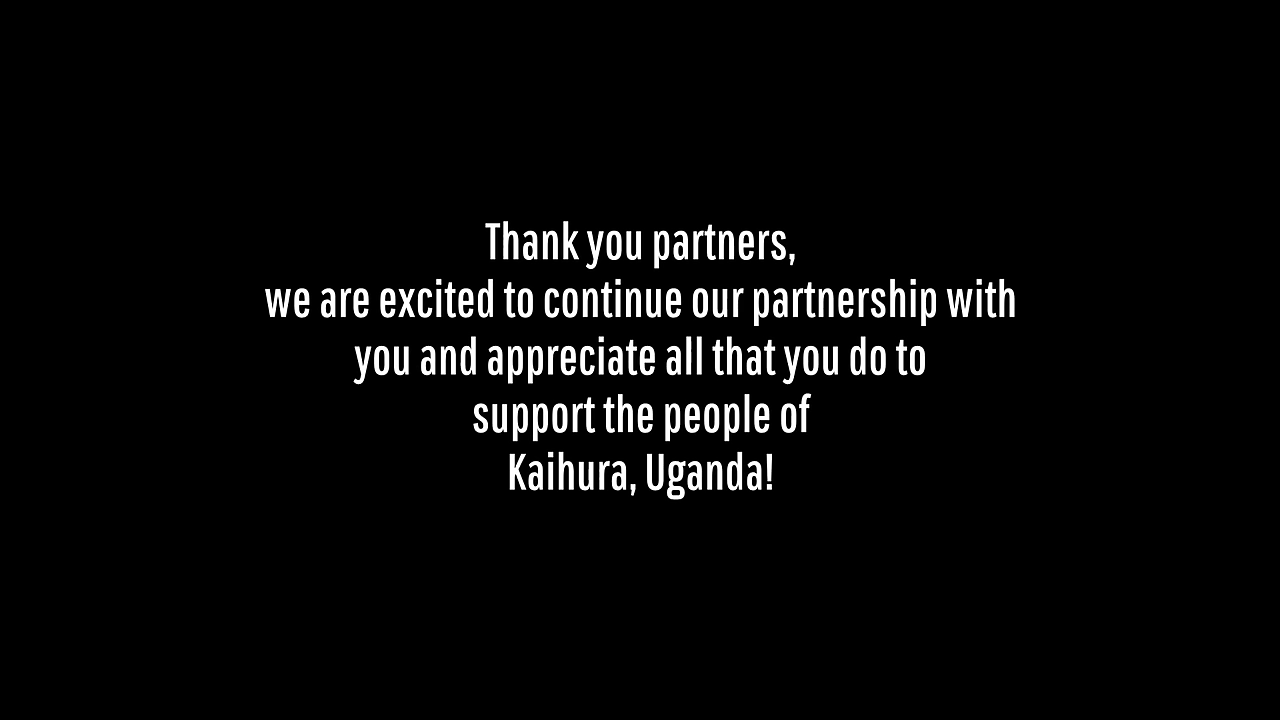 Thank you partners,
we are excited to continue our partnership with
you and appreciate all that you do to
support the people of
Kaihura, Uganda!